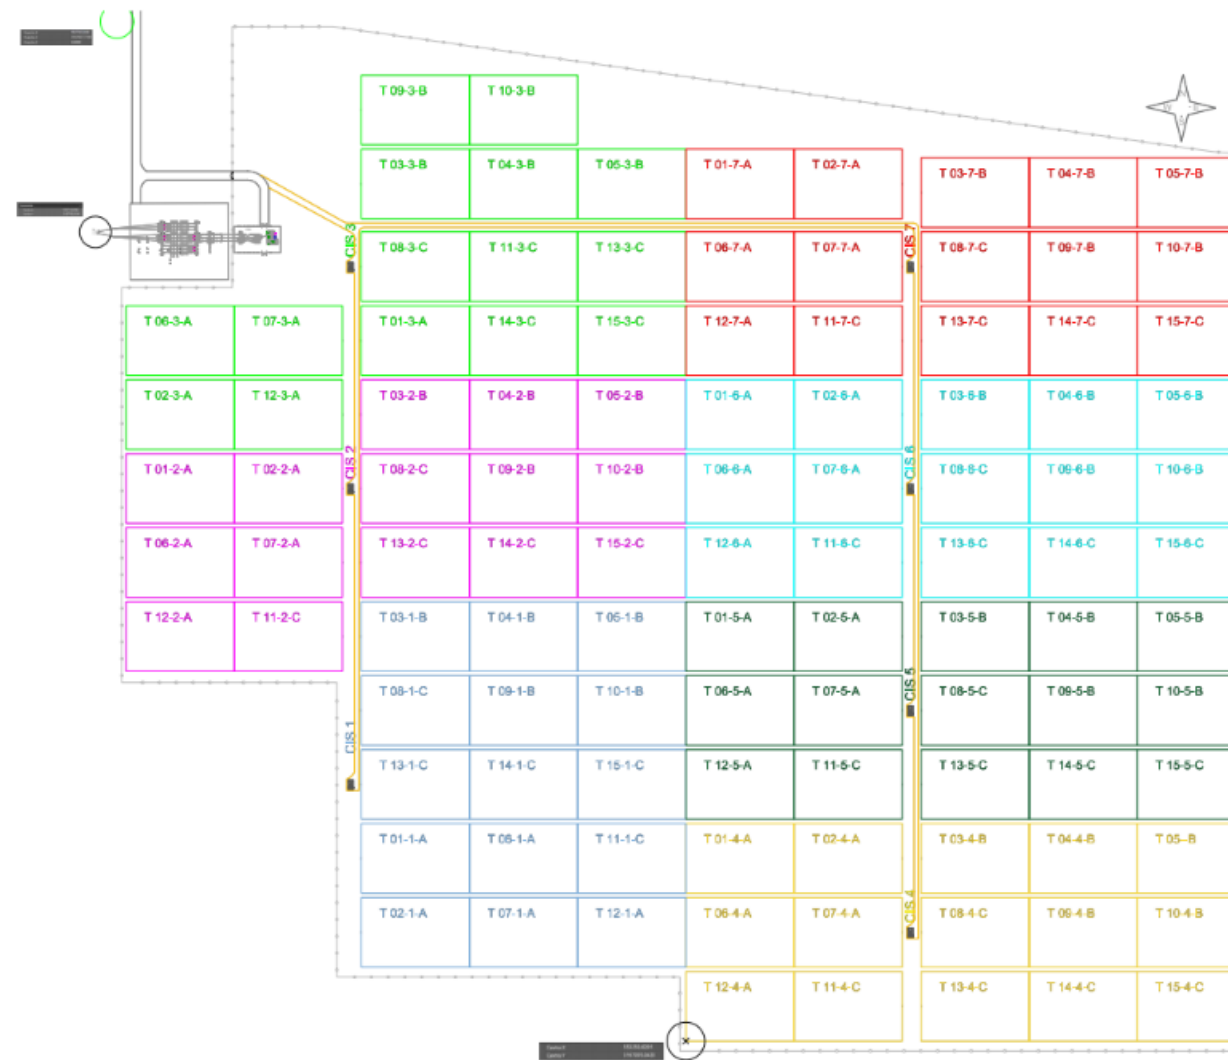 T 09-3-B T 10-3-B
T 03-3-B T 04-3-B T 05-3-B T 01-7-A T 02-7-A T 03-7-B T 04-7-B T 05-7-B
N
W
S
CIS 3
CIS 7
T 08-3-C T 11-3-C T 13-3-C T 06-7-A T 07-7-A T 08-7-C T 09-7-B T 10-7-B
T 06-3-A T 07-3-A T 01-3-A T 14-3-C T 15-3-C T 12-7-A T 11-7-C T 13-7-C T 14-7-C T 15-7-C
T 02-3-A T 12-3-A T 03-2-B T 04-2-B T 05-2-B T 01-6-A T 02-6-A T 03-6-B T 04-6-B T 05-6-B
CIS 2
CIS 6
T 01-2-A T 02-2-A T 08-2-C T 09-2-B T 10-2-B T 06-6-A T 07-6-A T 08-6-C T 09-6-B T 10-6-B
T 06-2-A T 07-2-A T 13-2-C T 14-2-C T 15-2-C T 12-6-A T 11-6-C T 13-6-C T 14-6-C T 15-6-C
T 12-2-A T 11-2-C T 03-1-B T 04-1-B T 05-1-B T 01-5-A T 02-5-A T 03-5-B T 04-5-B T 05-5-B
CIS 5
T 08-1-C T 09-1-B T 10-1-B T 06-5-A T 07-5-A T 08-5-C T 09-5-B T 10-5-B
CIS 1
T 13-1-C T 14-1-C T 15-1-C T 12-5-A T 11-5-C T 13-5-C T 14-5-C T 15-5-C
T 01-1-A T 06-1-A T 11-1-C T 01-4-A T 02-4-A T 03-4-B T 04-4-B T 05--B
CIS 4
T 02-1-A T 07-1-A T 12-1-A T 06-4-A T 07-4-A T 08-4-C T 09-4-B T 10-4-B
T 12-4-A T 11-4-C T 13-4-C T 14-4-C T 15-4-C